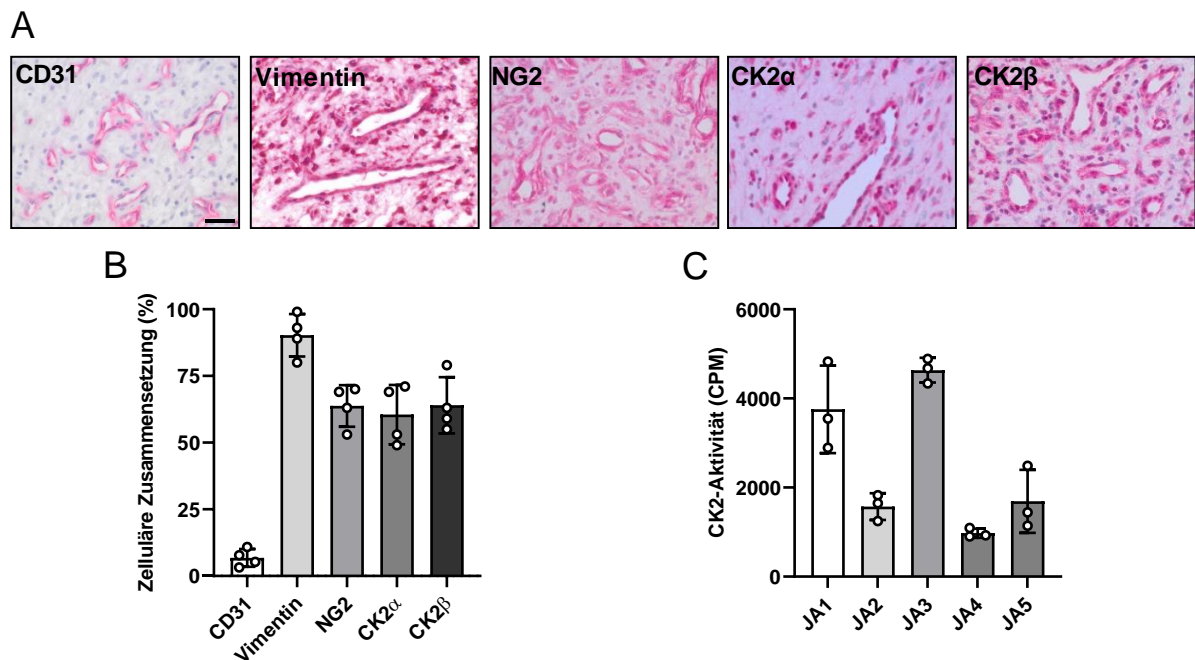 A
CD31
Vimentin
NG2
CK2α
CK2β
B
Zelluläre Zusammensetzung (%)
100
75
50
25
0
CD31
Vimentin
NG2
CK2α
CK2β
C
CK2-Aktivität (CPM)
6000
4000
2000
0
JA1
JA2
JA3
JA4
JA5